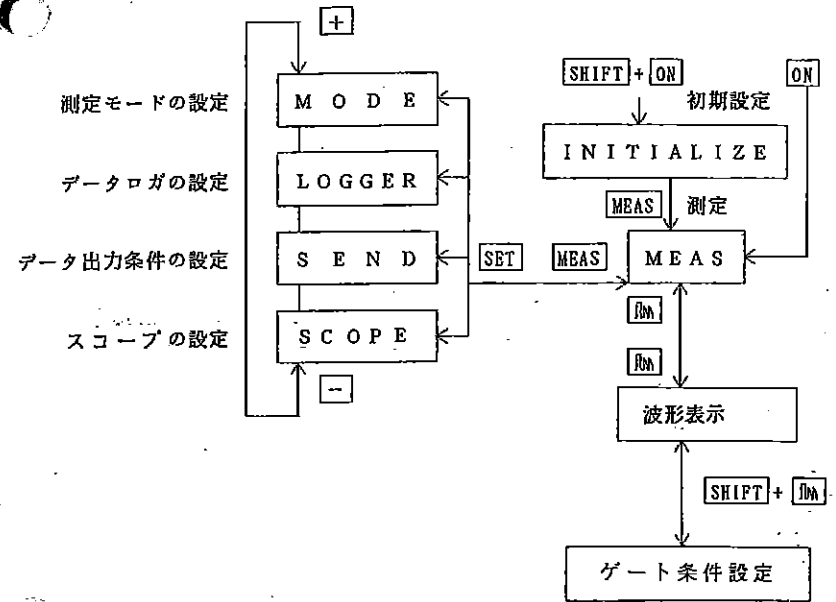 +
SHIFT + ON
ON
測定モードの設定
M O D E
初期設定
I N I T I A L I Z E
データロガの設定
L O G G E R
MEAS 測定
データ出力条件の設定
S E N D
SET
MEAS
M E A S
スコープの設定
S C O P E
-
波形表示
SHIFT +
ゲート条件設定